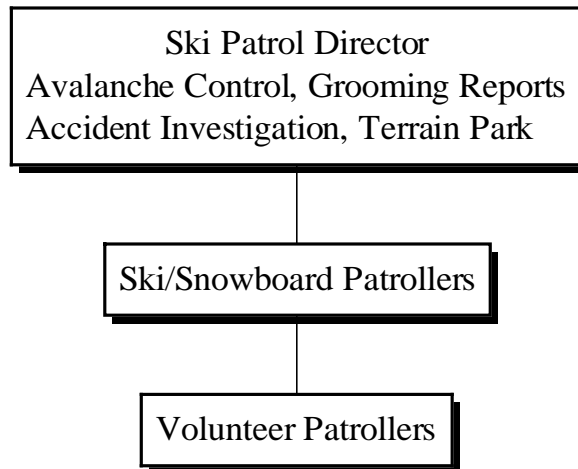 Ski Patrol Director
Avalanche Control, Grooming Reports
Accident Investigation, Terrain Park
Ski/Snowboard Patrollers
Volunteer Patrollers